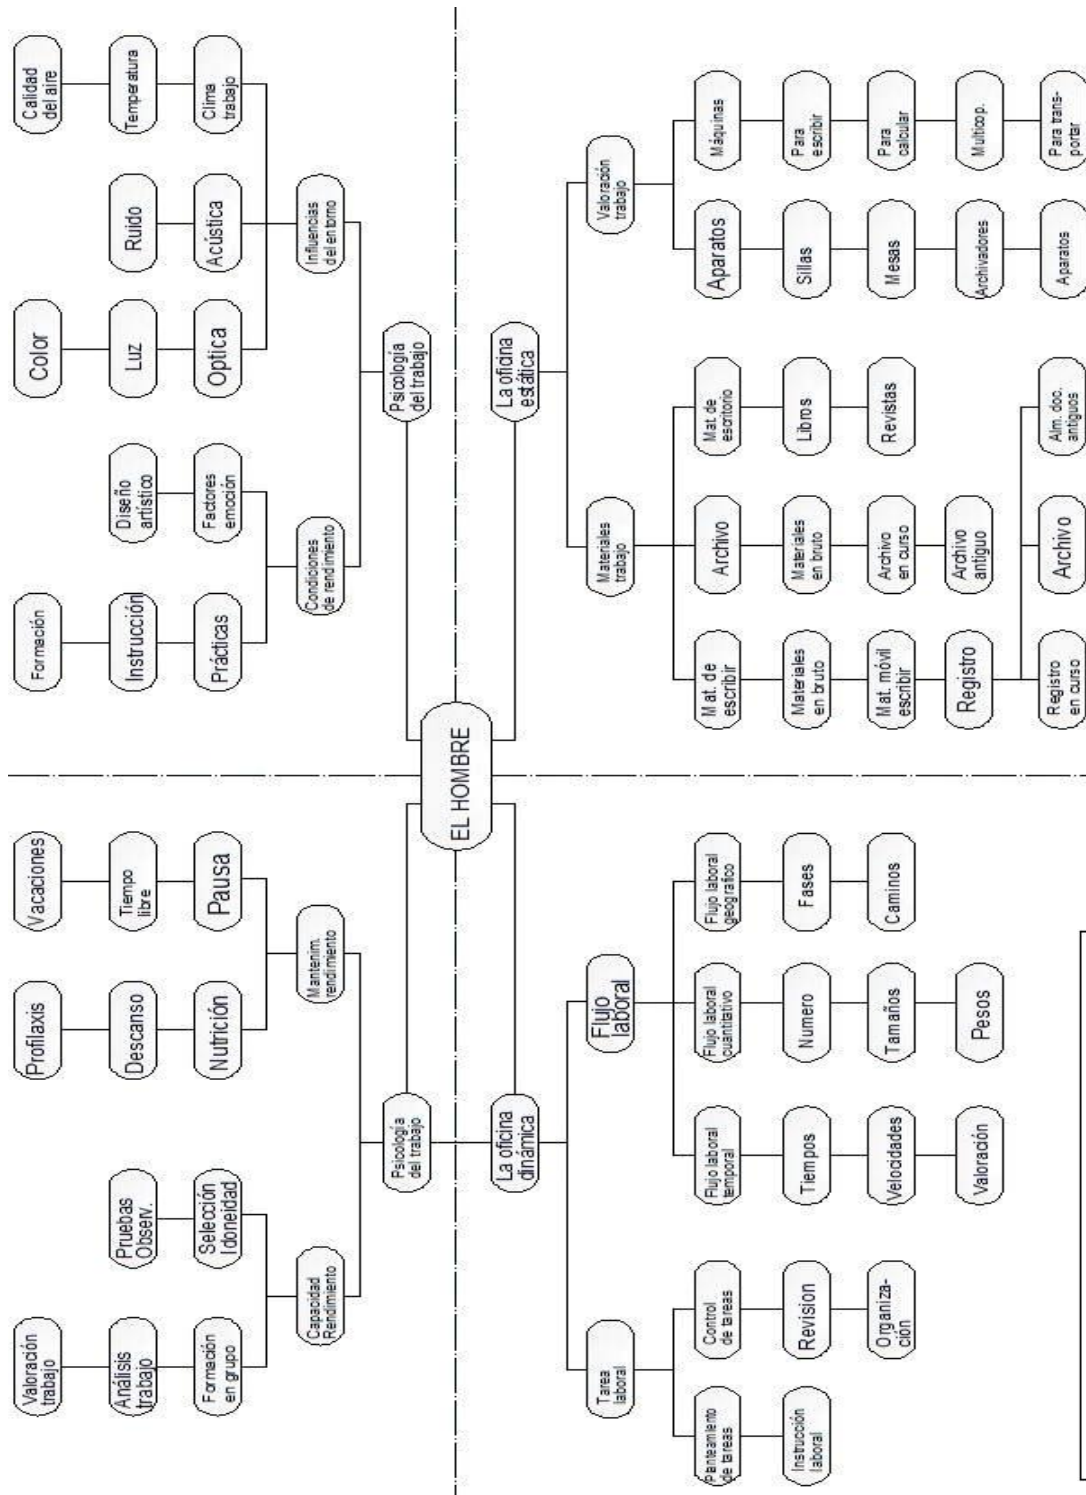 Valoración
trabajo
Profilaxis
Vacaciones
Formación
Color
Calidad
del aire
Análisis
trabajo
Pruebas
Observ.
Descanso
Tiempo
libre
Instrucción
Diseño
artístico
Luz
Ruido
Temperatura
Formación
en grupo
Selección
Idoneidad
Nutrición
Pausa
Prácticas
Factores
emoción
Optica
Acústica
Clima
trabajo
Capacidad
Rendimiento
Mantenim.
rendimiento
Condiciones
de rendimiento
Influencias
del entorno
Psicología
del trabajo
Psicología
del trabajo
EL HOMBRE
La oficina
dinámica
La oficina
estática
Tarea
laboral
Flujo
laboral
Materiales
trabajo
Valoración
trabajo
Planteamiento
de tareas
Control
de tareas
Flujo laboral
temporal
Flujo laboral
cuantitativo
Flujo laboral
geográfico
Mat. de
escribir
Archivo
Mat. de
escritorio
Aparatos
Máquinas
Instrucción
laboral
Revision
Tiempos
Numero
Fases
Materiales
en bruto
Materiales
en bruto
Libros
Sillas
Para
escribir
Organiza-
ción
Velocidades
Tamaños
Caminos
Mat. móvil
escribir
Archivo
en curso
Revistas
Mesas
Para
calcular
Valoración
Pesos
Registro
Archivo
antiguo
Archivadores
Multicop.
Registro
en curso
Archivo
Alm. doc.
antiguos
Aparatos
Para trans-
portar